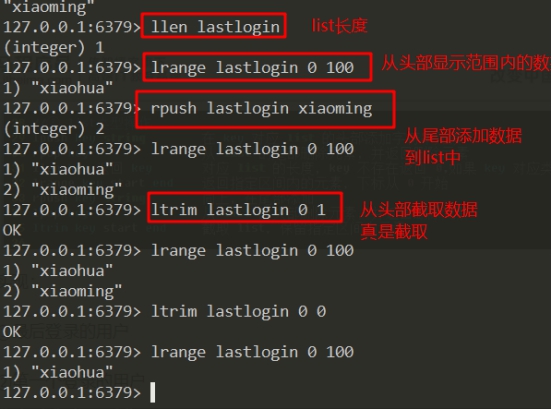 "xiaoming"
127.0.0.1:6379> llen lastlogin list长度
(integer) 1
127.0.0.1:6379> lrange lastlogin 0 100 从头部显示范围内的数
1) "xiaohua"
127.0.0.1:6379> rpush lastlogin xiaoming
(integer) 2
从尾部添加数据
到list中
127.0.0.1:6379> lrange lastlogin 0 100
1) "xiaohua"
2) "xiaoming"
127.0.0.1:6379> ltrim lastlogin 0 1 从头部截取数据
真是截取
OK
127.0.0.1:6379> lrange lastlogin 0 100
1) "xiaohua"
2) "xiaoming"
127.0.0.1:6379> ltrim lastlogin 0 0
OK
后登录的用户
127.0.0.1:6379> lrange lastlogin 0 100
1) "xiaohua"
127.0.0.1:6379>